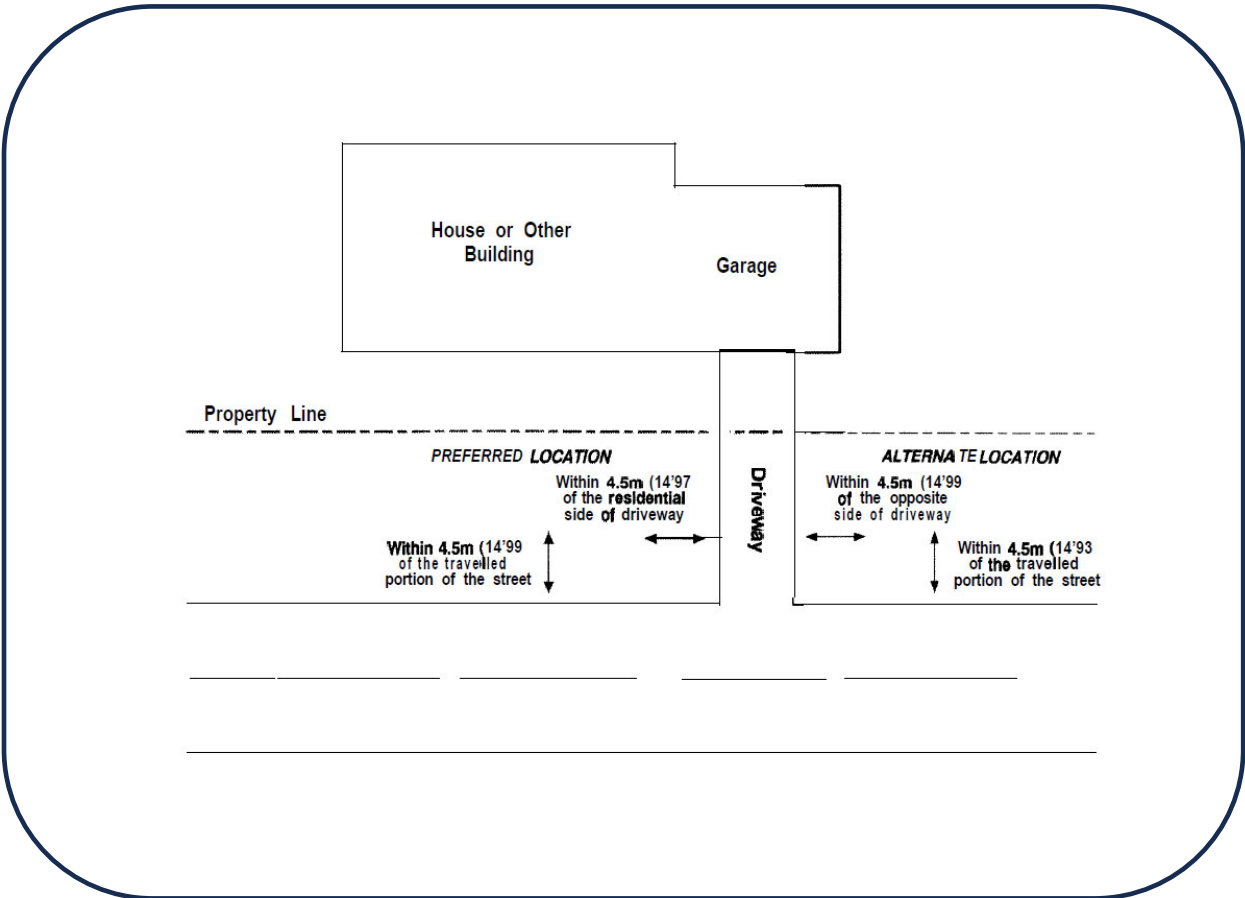 House or Other
Building
Garage
Property Line
PREFERRED LOCATION
Within 4.5m (14'97
of the residential
side of driveway
Within 4.5m (14'99
of the travelled
portion of the street
Driveway
ALTERNA TE LOCATION
Within 4.5m (14'99
of the opposite
side of driveway
Within 4.5m (14'93
of the travelled
portion of the street